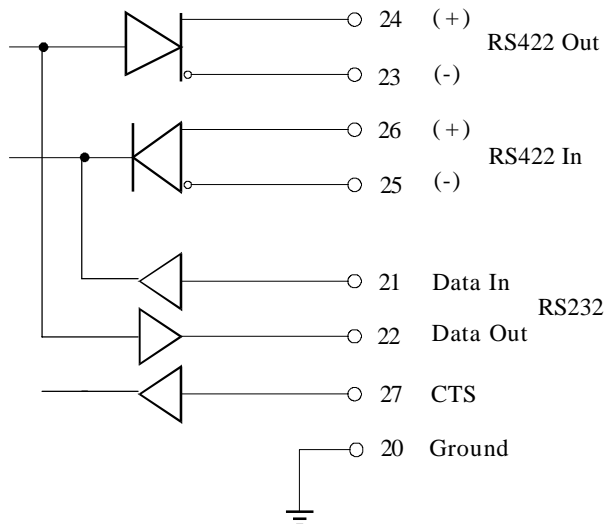 24 (+)
RS422 Out
23 (-)
26 (+)
RS422 In
25 (-)
21 Data In
RS232
22 Data Out
27 CTS
20 Ground